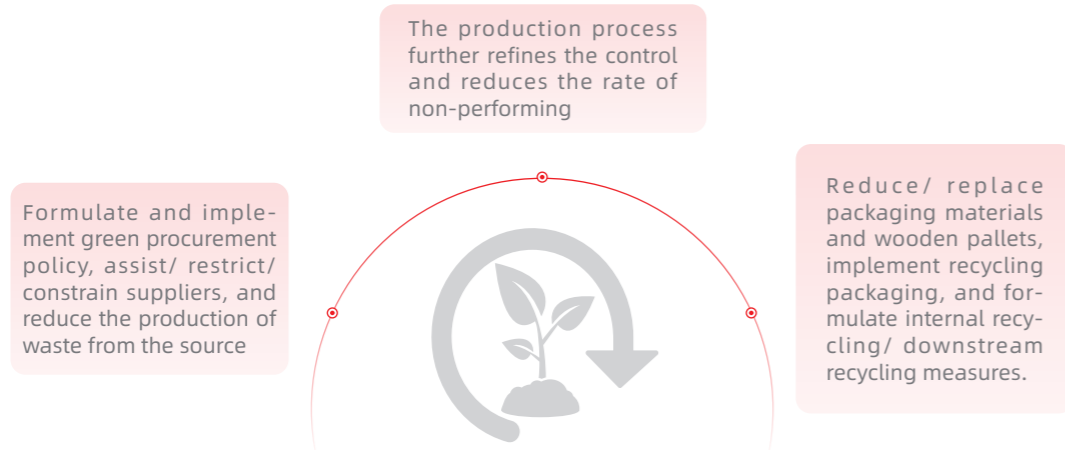 The production process
further refines the control
and reduces the rate of
non-performing
Formulate and imple-
ment green procurement
policy, assist/ restrict/
constrain suppliers, and
reduce the production of
waste from the source
Reduce/ replace
packaging materials
and wooden pallets,
implement recycling
packaging, and for-
mulate internal recy-
cling/ downstream
recycling measures.